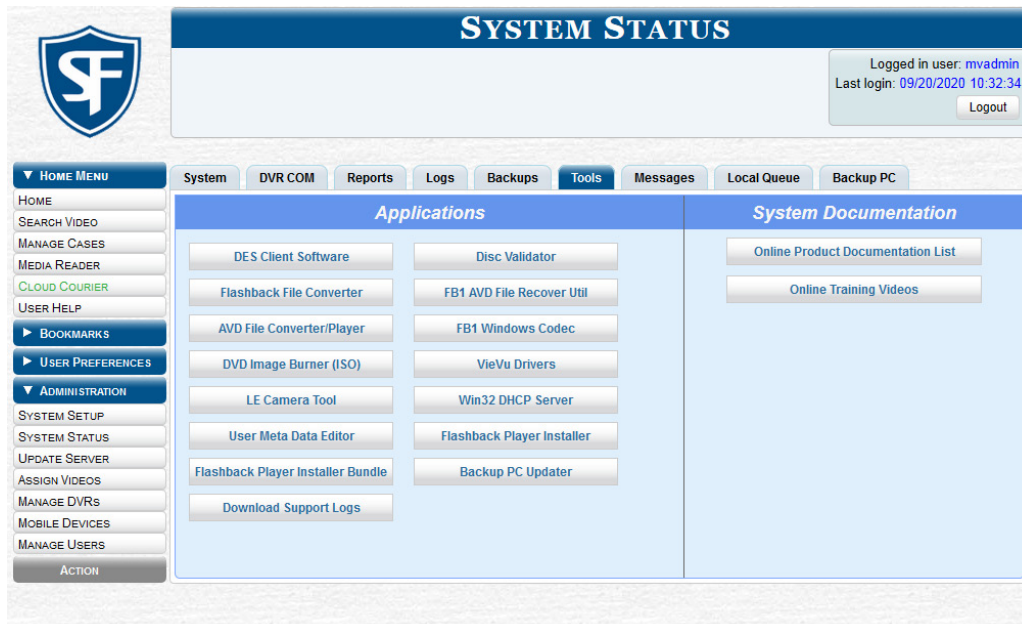 SYSTEM STATUS
SF
Logged in user: mvadmin
Last login: 09/20/2020 10:32:34
Logout
▼ HOME MENU
HOME
SEARCH VIDEO
MANAGE CASES
MEDIA READER
CLOUD COURIER
USER HELP
► BOOKMARKS
► USER PREFERENCES
▼ ADMINISTRATION
SYSTEM SETUP
SYSTEM STATUS
UPDATE SERVER
ASSIGN VIDEOS
MANAGE DVRS
MOBILE DEVICES
MANAGE USERS
ACTION
System DVR COM Reports Logs Backups Tools Messages Local Queue Backup PC
Applications
DES Client Software Disc Validator
Flashback File Converter FB1 AVD File Recover Util
AVD File Converter/Player FB1 Windows Codec
DVD Image Burner (ISO) VieVu Drivers
LE Camera Tool Win32 DHCP Server
User Meta Data Editor Flashback Player Installer
Flashback Player Installer Bundle Backup PC Updater
Download Support Logs
System Documentation
Online Product Documentation List
Online Training Videos